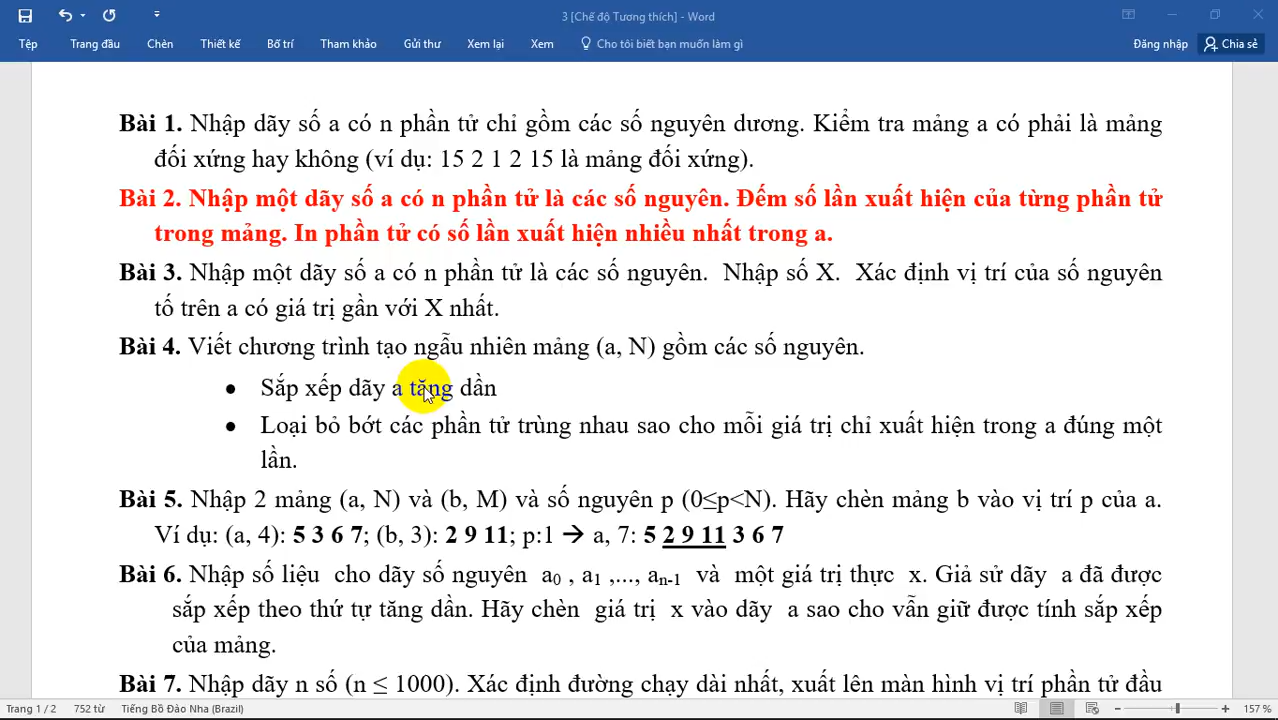 3 [Chế độ Tương thích] - Word
Tệp Trang đầu Chèn Thiết kế Bố trí Tham khảo Gửi thư Xem lại Xem Cho tôi biết bạn muốn làm gì Đăng nhập Chia sẻ
Bài 1. Nhập dãy số a có n phần tử chỉ gồm các số nguyên dương. Kiểm tra mảng a có phải là mảng
đối xứng hay không (ví dụ: 15 2 1 2 15 là mảng đối xứng).
Bài 2. Nhập một dãy số a có n phần tử là các số nguyên. Đếm số lần xuất hiện của từng phần tử
trong mảng. In phần tử có số lần xuất hiện nhiều nhất trong a.
Bài 3. Nhập một dãy số a có n phần tử là các số nguyên. Nhập số X. Xác định vị trí của số nguyên
tố trên a có giá trị gần với X nhất.
Bài 4. Viết chương trình tạo ngẫu nhiên mảng (a, N) gồm các số nguyên.
• Sắp xếp dãy a tăng dần
• Loại bỏ bớt các phần tử trùng nhau sao cho mỗi giá trị chỉ xuất hiện trong a đúng một
lần.
Bài 5. Nhập 2 mảng (a, N) và (b, M) và số nguyên p (0≤p<N). Hãy chèn mảng b vào vị trí p của a.
Ví dụ: (a, 4): 5 3 6 7; (b, 3): 2 9 11; p:1 → a, 7: 5 2 9 11 3 6 7
Bài 6. Nhập số liệu cho dãy số nguyên a0 , a1 ,..., an-1 và một giá trị thực x. Giả sử dãy a đã được
sắp xếp theo thứ tự tăng dần. Hãy chèn giá trị x vào dãy a sao cho vẫn giữ được tính sắp xếp
của mảng.
Bài 7. Nhập dãy n số (n ≤ 1000). Xác định đường chạy dài nhất, xuất lên màn hình vị trí phần tử đầu
Trang 1 / 2 752 từ Tiếng Bồ Đào Nha (Brazil) 157 %